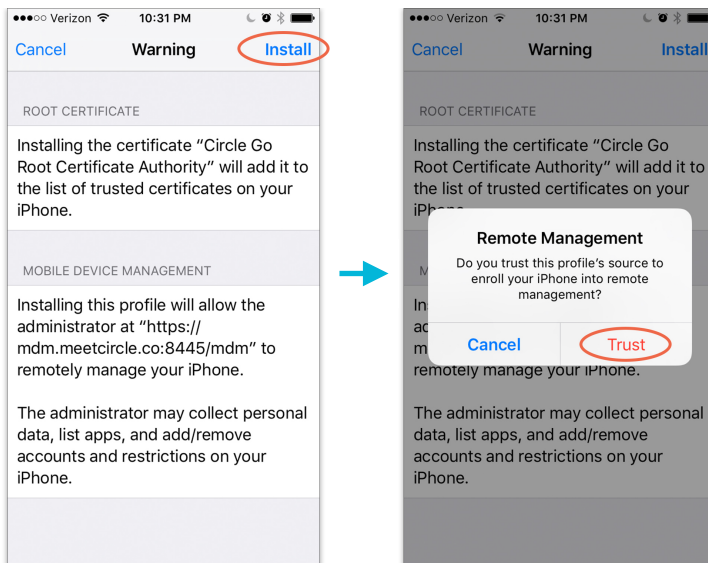 ●●●○○ Verizon 10:31 PM
Cancel Warning Install
ROOT CERTIFICATE
Installing the certificate “Circle Go
Root Certificate Authority” will add it to
the list of trusted certificates on your
iPhone.
MOBILE DEVICE MANAGEMENT
Installing this profile will allow the
administrator at “https://
mdm.meetcircle.co:8445/mdm” to
remotely manage your iPhone.
The administrator may collect personal
data, list apps, and add/remove
accounts and restrictions on your
iPhone.
●●●○○ Verizon 10:31 PM
Cancel Warning Install
ROOT CERTIFICATE
Installing the certificate “Circle Go
Root Certificate Authority” will add it to
the list of trusted certificates on your
iPhone.
Remote Management
Do you trust this profile’s source to
enroll your iPhone into remote
management?
Cancel Trust
remotely manage your iPhone.
The administrator may collect personal
data, list apps, and add/remove
accounts and restrictions on your
iPhone.